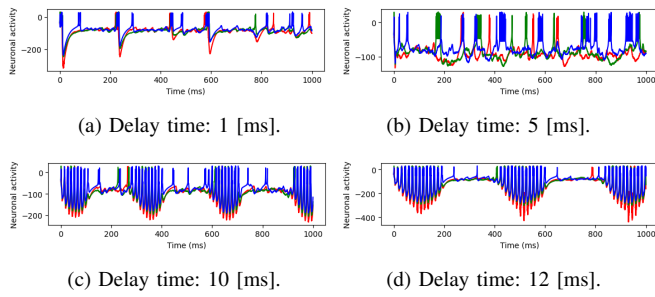 Neuronal activity
0
−200
0 200 400 600 800 1000
Time (ms)
(a) Delay time: 1 [ms].
Neuronal activity
0
−100
0 200 400 600 800 1000
Time (ms)
(b) Delay time: 5 [ms].
Neuronal activity
0
−100
−200
0 200 400 600 800 1000
Time (ms)
(c) Delay time: 10 [ms].
Neuronal activity
0
−200
−400
0 200 400 600 800 1000
Time (ms)
(d) Delay time: 12 [ms].